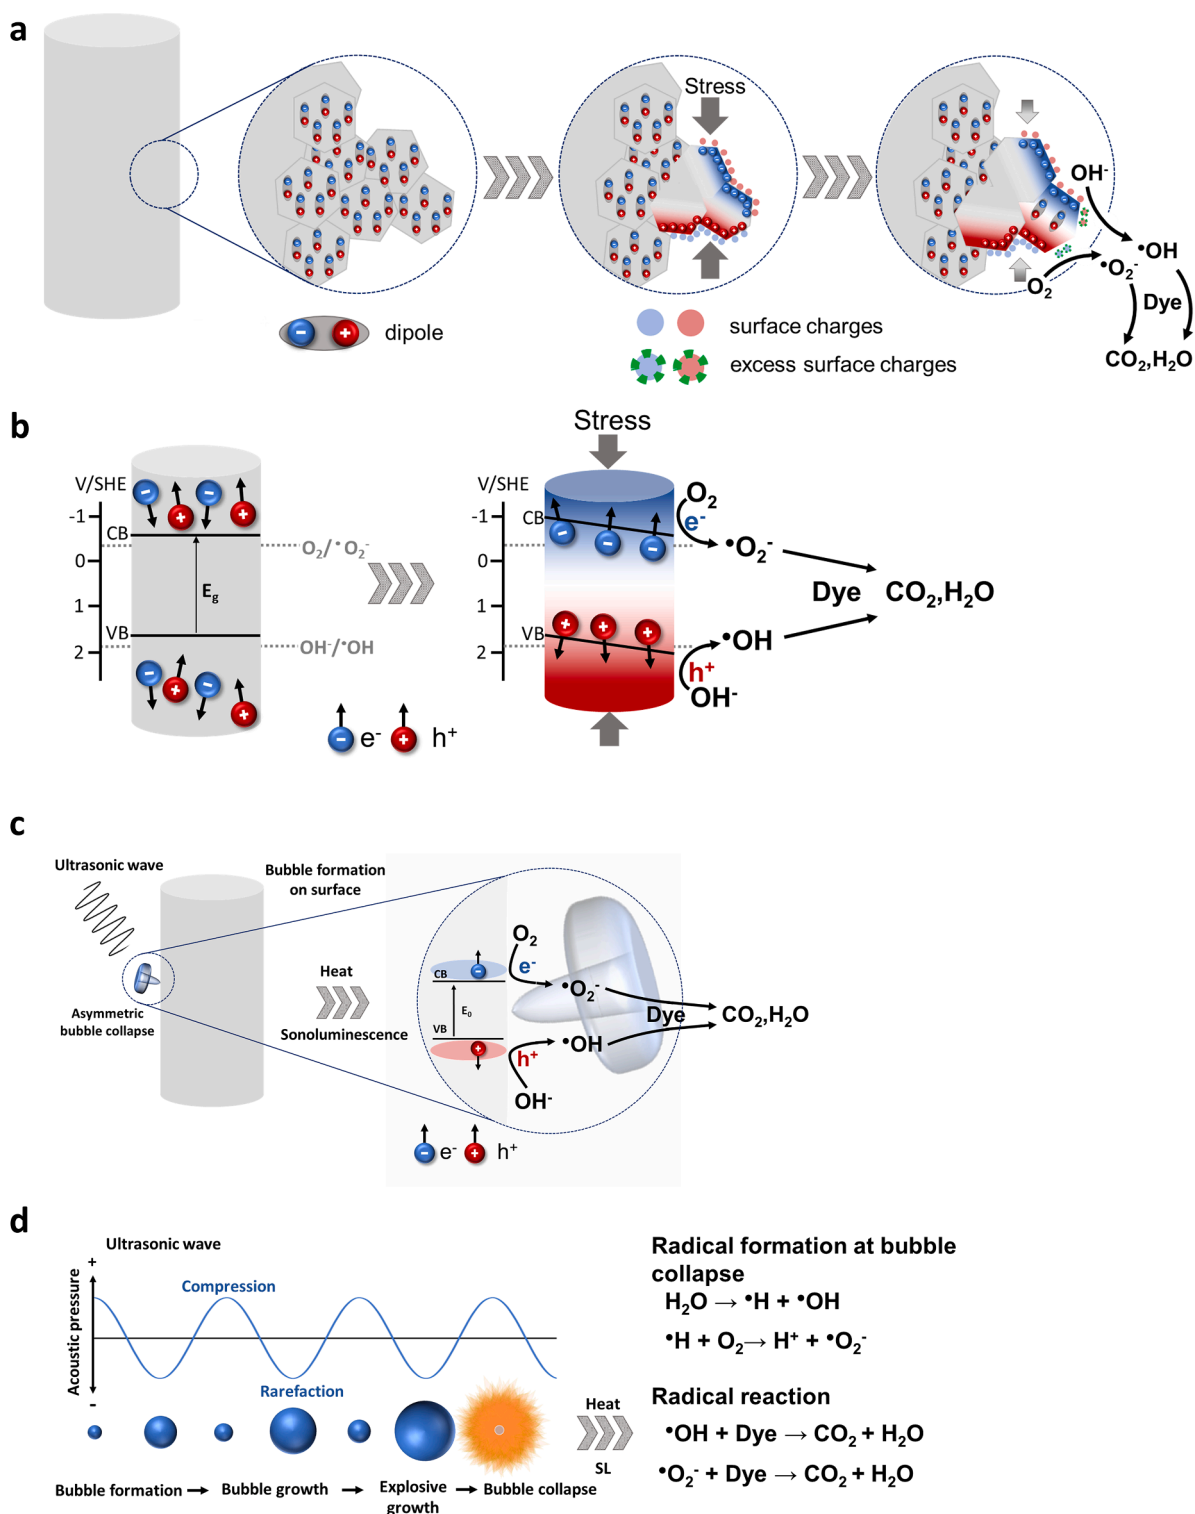 a
Stress
OH⁻
•OH
•O₂⁻
O₂
Dye
CO₂,H₂O
dipole
surface charges
excess surface charges
b
Stress
V/SHE
-1
CB
0
1
VB
2
E_g
O₂/•O₂⁻
OH⁻/•OH
e⁻
h⁺
V/SHE
-1
CB
0
1
VB
2
O₂
e⁻
•O₂⁻
Dye
CO₂,H₂O
•OH
h⁺
OH⁻
c
Ultrasonic wave
Bubble formation
on surface
Asymmetric
bubble collapse
Heat
Sonoluminescence
O₂
e⁻
CB
•O₂⁻
E₀
VB
Dye
CO₂,H₂O
•OH
h⁺
OH⁻
e⁻
h⁺
d
Ultrasonic wave
+
Acoustic pressure
-
Compression
Rarefaction
Bubble formation
Bubble growth
Explosive
growth
Bubble collapse
Heat
SL
Radical formation at bubble
collapse
H₂O → •H + •OH
•H + O₂→ H⁺ + •O₂⁻
Radical reaction
•OH + Dye → CO₂ + H₂O
•O₂⁻ + Dye → CO₂ + H₂O